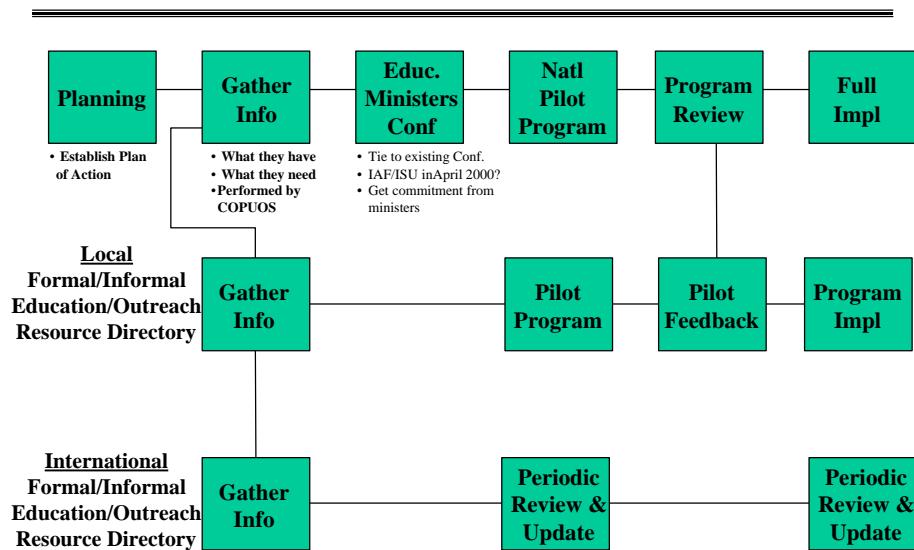 Planning
Gather
Info
Educ.
Ministers
Conf
Natl
Pilot
Program
Program
Review
Full
Impl
• Establish Plan
of Action
• What they have
• What they need
•Performed by
COPUOS
• Tie to existing Conf.
• IAF/ISU inApril 2000?
• Get commitment from
ministers
Local
Formal/Informal
Education/Outreach
Resource Directory
Gather
Info
Pilot
Program
Pilot
Feedback
Program
Impl
International
Formal/Informal
Education/Outreach
Resource Directory
Gather
Info
Periodic
Review &
Update
Periodic
Review &
Update